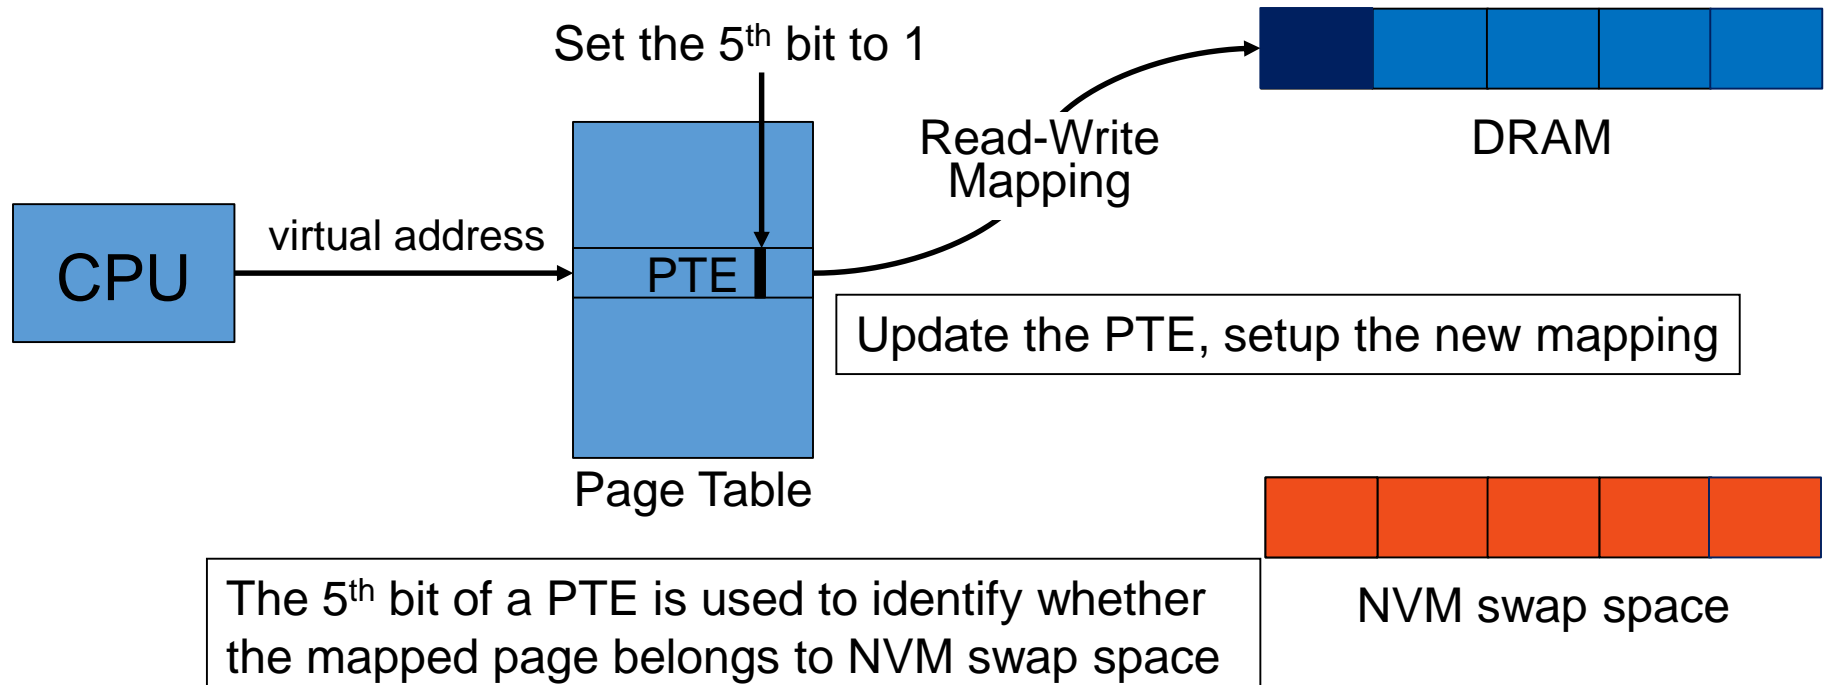 Set the 5th bit to 1
DRAM
Read-Write
Mapping
CPU
virtual address
PTE
Update the PTE, setup the new mapping
Page Table
NVM swap space
The 5th bit of a PTE is used to identify whether
the mapped page belongs to NVM swap space